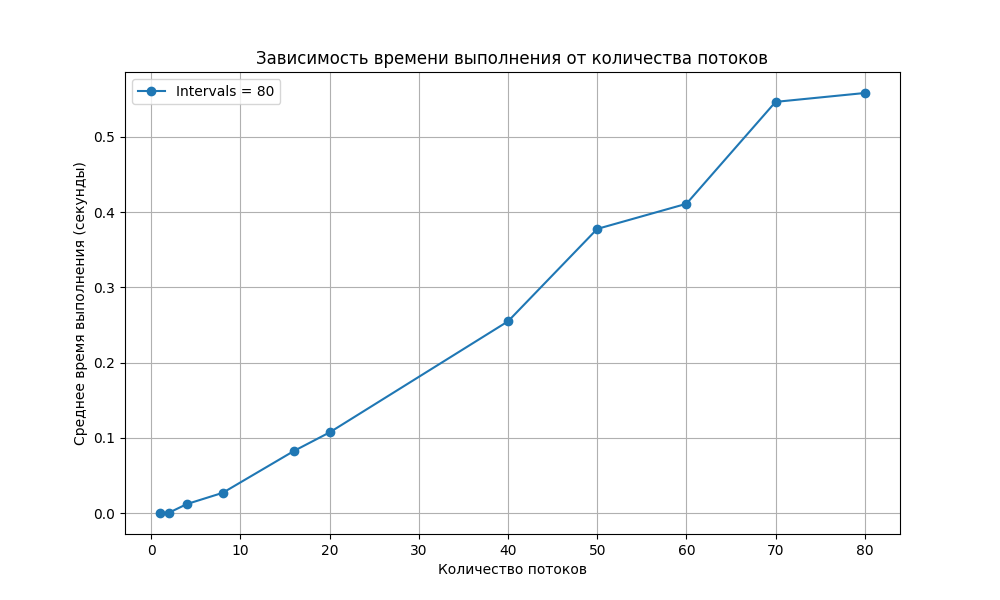 Зависимость времени выполнения от количества потоков
Intervals = 80
Среднее время выполнения (секунды)
0.5
0.4
0.3
0.2
0.1
0.0
0 10 20 30 40 50 60 70 80
Количество потоков